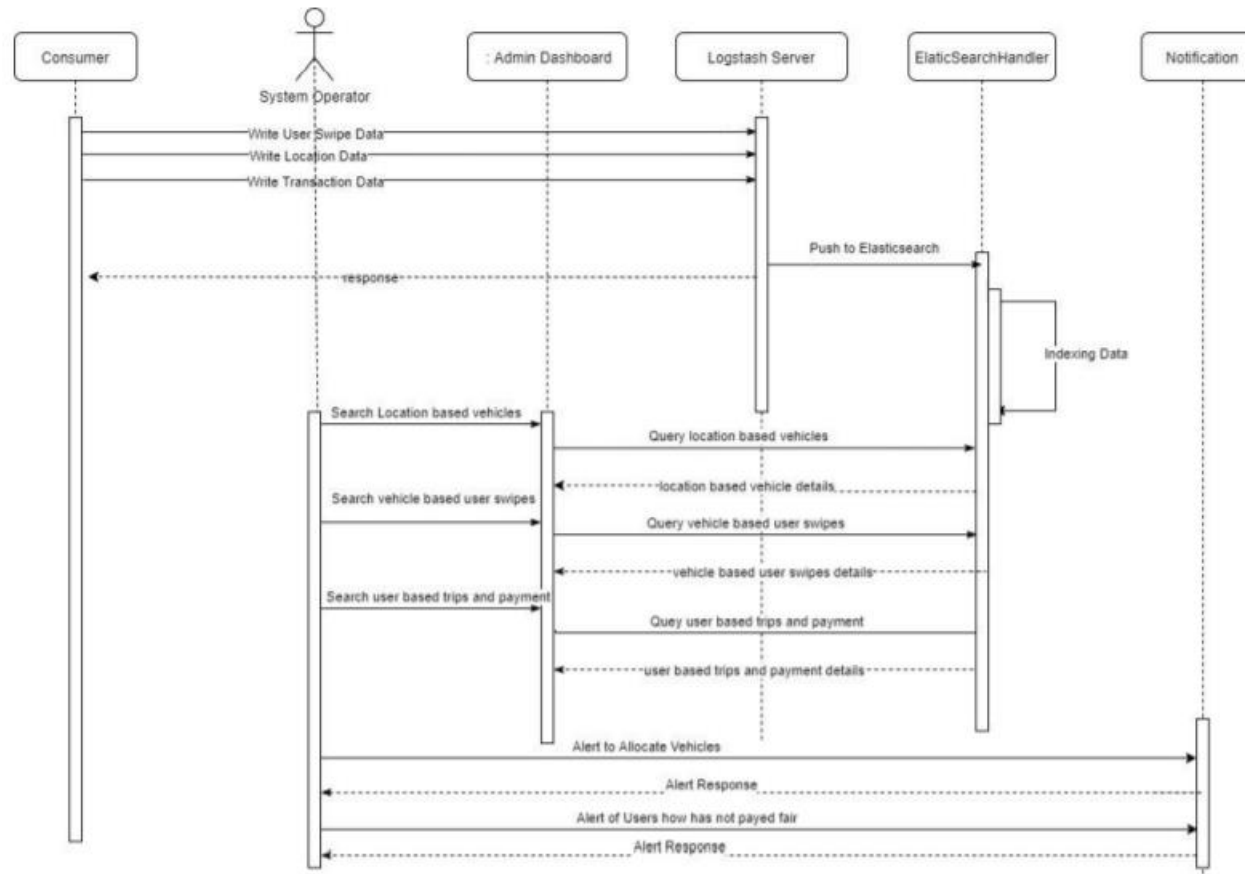 Consumer
System Operator
: Admin Dashboard
Logstash Server
ElaticSearchHandler
Notification
Write User Swipe Data
Write Location Data
Write Transaction Data
Push to Elasticsearch
response
Indexing Data
Search Location based vehicles
Query location based vehicles
location based vehicle details
Search vehicle based user swipes
Query vehicle based user swipes
vehicle based user swipes details
Search user based trips and payment
Quey user based trips and payment
user based trips and payment details
Alert to Allocate Vehicles
Alert Response
Alert of Users how has not payed fair
Alert Response